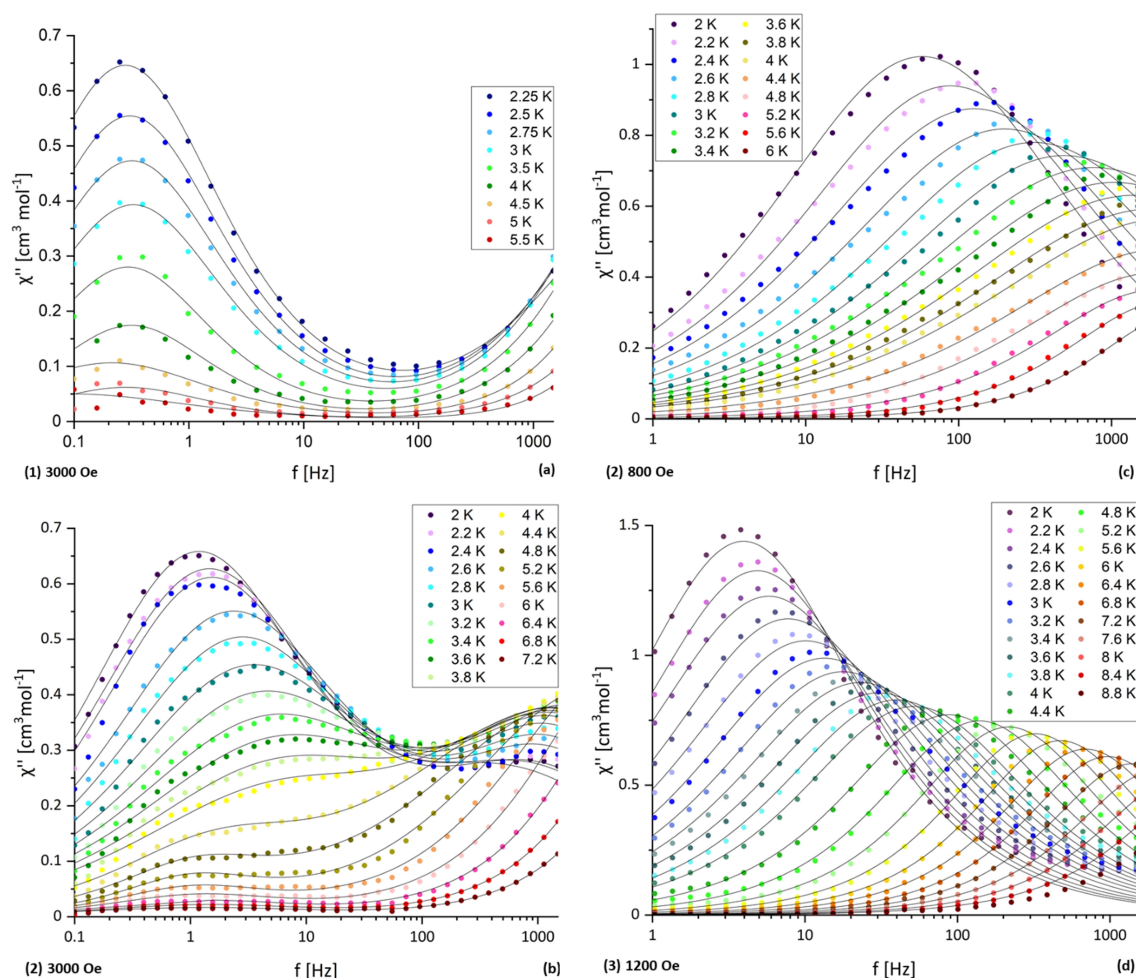 0.7
0.6
0.5
0.4
0.3
0.2
0.1
0
χ'' [cm³mol⁻¹]
2.25 K
2.5 K
2.75 K
3 K
3.5 K
4 K
4.5 K
5 K
5.5 K
0.1 1 10 100 1000
(1) 3000 Oe f [Hz] (a)
1
0.8
0.6
0.4
0.2
0
χ'' [cm³mol⁻¹]
2 K 3.6 K
2.2 K 3.8 K
2.4 K 4 K
2.6 K 4.4 K
2.8 K 4.8 K
3 K 5.2 K
3.2 K 5.6 K
3.4 K 6 K
1 10 100 1000
(2) 800 Oe f [Hz] (c)
0.7
0.6
0.5
0.4
0.3
0.2
0.1
0
χ'' [cm³mol⁻¹]
2 K 4 K
2.2 K 4.4 K
2.4 K 4.8 K
2.6 K 5.2 K
2.8 K 5.6 K
3 K 6 K
3.2 K 6.4 K
3.4 K 6.8 K
3.6 K 7.2 K
3.8 K
0.1 1 10 100 1000
(2) 3000 Oe f [Hz] (b)
1.5
1
0.5
0
χ'' [cm³mol⁻¹]
2 K 4.8 K
2.2 K 5.2 K
2.4 K 5.6 K
2.6 K 6 K
2.8 K 6.4 K
3 K 6.8 K
3.2 K 7.2 K
3.4 K 7.6 K
3.6 K 8 K
3.8 K 8.4 K
4 K 8.8 K
4.4 K
1 10 100 1000
(3) 1200 Oe f [Hz] (d)